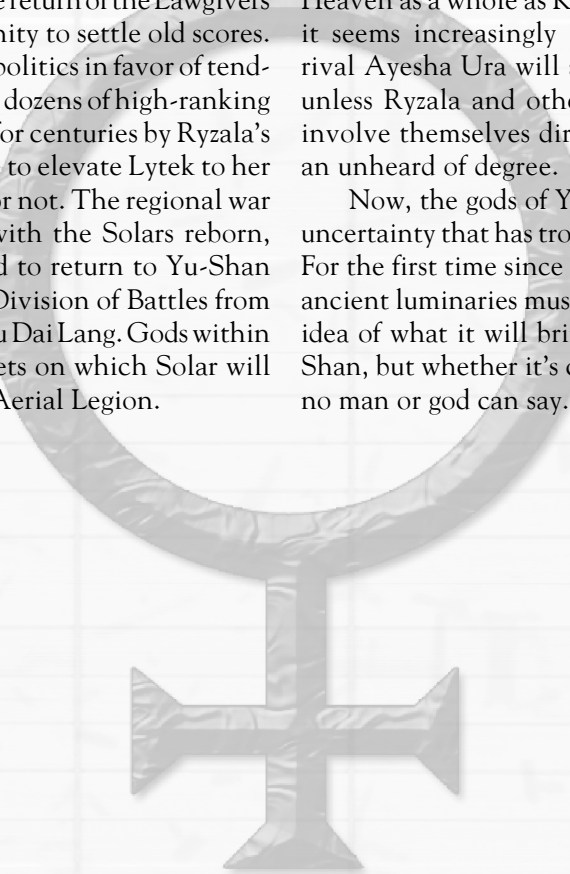 return of the Lawgivers
nity to settle old scores.
politics in favor of tend-
dozens of high-ranking
for centuries by Ryzala's
to elevate Lytek to her
or not. The regional war
with the Solars reborn,
d to return to Yu-Shan
Division of Battles from
u Dai Lang. Gods within
ets on which Solar will
Aerial Legion.
Heaven as a whole as R
it seems increasingly
rival Ayesha Ura will
unless Ryzala and othe
involve themselves dir
an unheard of degree.
Now, the gods of Y
uncertainty that has tro
For the first time since
ancient luminaries mus
idea of what it will bri
Shan, but whether it's
no man or god can say.